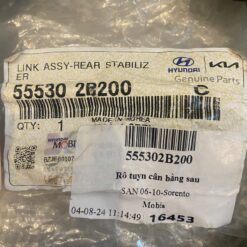 LINK ASSY-REAR STABILIZ
ER
HYUNDAI
KIA
Genuine Parts
55530 2B200
C
QTY: 1
MADE IN KOREA
MOBIS
555302B200
Rô tuyn cân bằng sau
SAN 06-10-Sorento
Mobis
04-08-24 11:14:49
16453